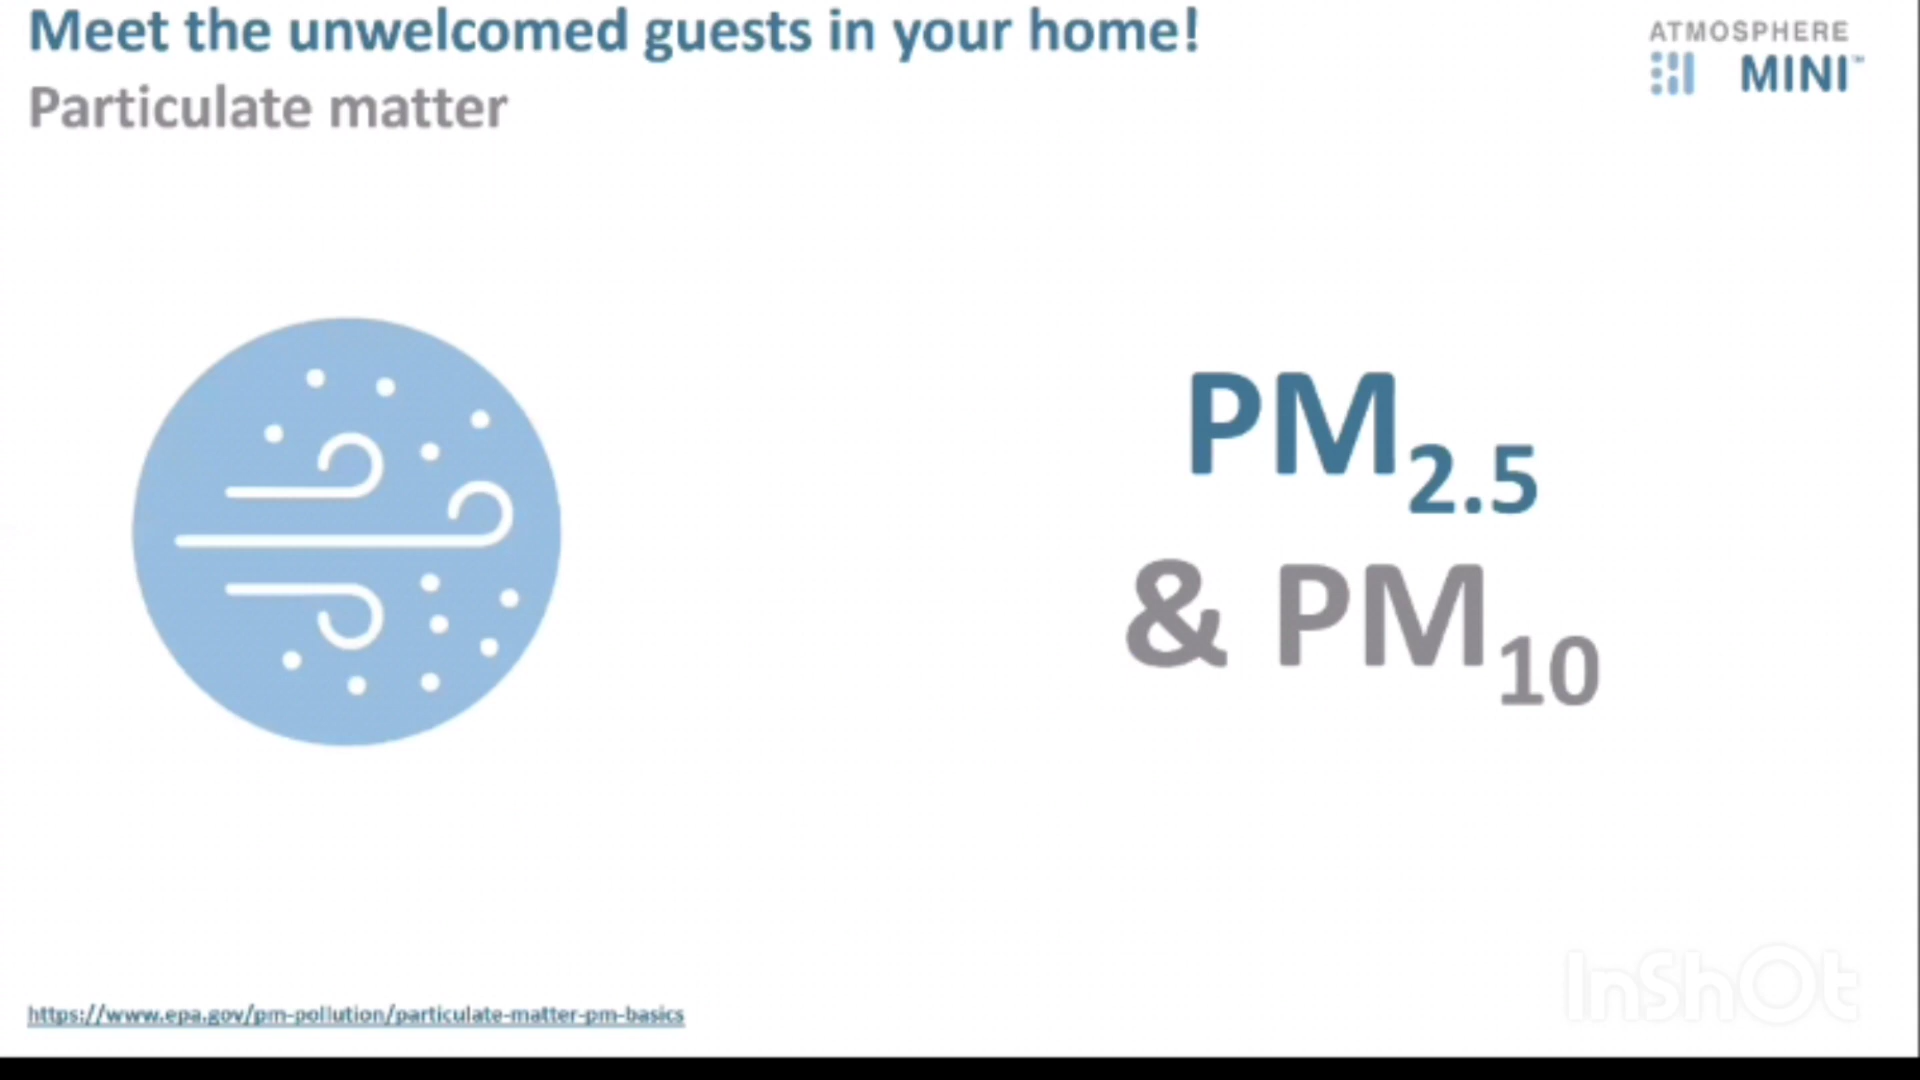 Meet the unwelcomed guests in your home!
Particulate matter
ATMOSPHERE
MINI™
PM2.5
& PM10
https://www.epa.gov/pm-pollution/particulate-matter-pm-basics
InShOt